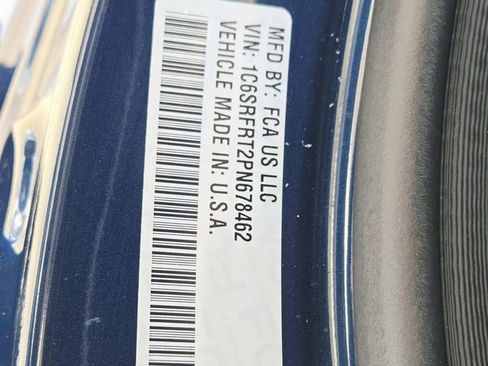 MFD BY: FCA US LLC
VIN: 1C6SRFRT2PN678462
VEHICLE MADE IN: U.S.A.